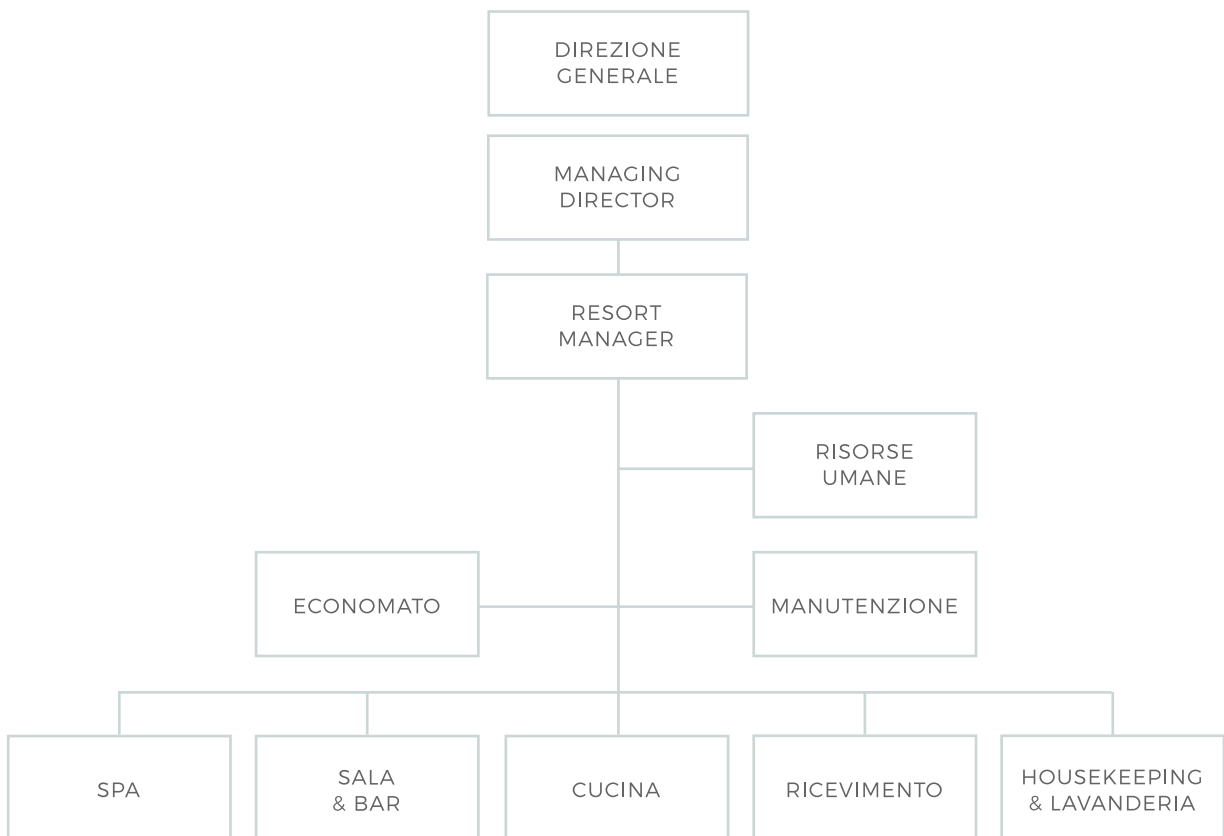 DIREZIONE
GENERALE
MANAGING
DIRECTOR
RESORT
MANAGER
RISORSE
UMANE
ECONOMATO
MANUTENZIONE
SPA
SALA
& BAR
CUCINA
RICEVIMENTO
HOUSEKEEPING
& LAVANDERIA